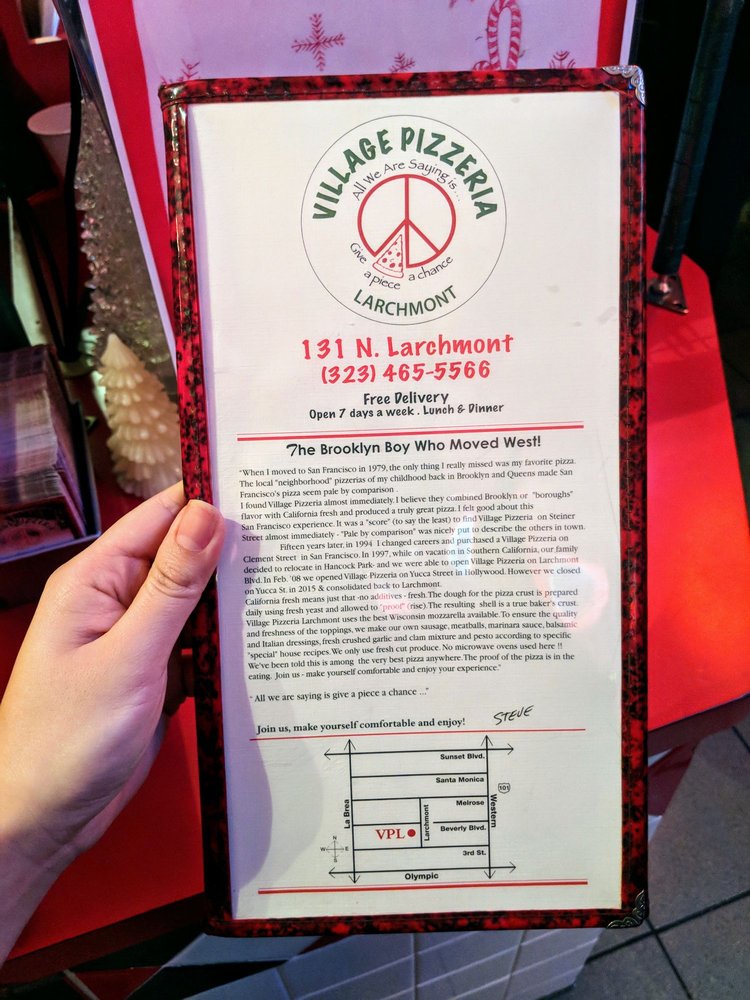 VILLAGE PIZZERIA
All We Are Saying is....
Give a piece a chance
LARCHMONT
131 N. Larchmont
(323) 465-5566
Free Delivery
Open 7 days a week . Lunch & Dinner
The Brooklyn Boy Who Moved West!
"When I moved to San Francisco in 1979, the only thing I really missed was my favorite pizza.
The local "neighborhood" pizzerias of my childhood back in Brooklyn and Queens made San
Francisco's pizza seem pale by comparison .
I found Village Pizzeria almost immediately. I believe they combined Brooklyn or "boroughs"
flavor with California fresh and produced a truly great pizza. I felt good about this
San Francisco experience. It was a "score" (to say the least) to find Village Pizzeria on Steiner
Street almost immediately - "Pale by comparison" was nicely put to describe the others in town.
Fifteen years later, in 1994 I changed careers and purchased a Village Pizzeria on
Clement Street in San Francisco. In 1997, while on vacation in Southern California, our family
decided to relocate in Hancock Park- and we were able to open Village Pizzeria on Larchmont
Blvd. In Feb. '08 we opened Village Pizzeria on Yucca Street in Hollywood. However we closed
on Yucca St. in 2015 & consolidated back to Larchmont.
California fresh means just that -no additives - fresh. The dough for the pizza crust is prepared
daily using fresh yeast and allowed to "proof" (rise). The resulting shell is a true baker's crust.
Village Pizzeria Larchmont uses the best Wisconsin mozzarella available. To ensure the quality
and freshness of the toppings, we make our own sausage, meatballs, marinara sauce, balsamic
and Italian dressings, fresh crushed garlic and clam mixture and pesto according to specific
"special" house recipes. We only use fresh cut produce. No microwave ovens used here !!
We've been told this is among the very best pizza anywhere. The proof of the pizza is in the
eating. Join us - make yourself comfortable and enjoy your experience."
" All we are saying is give a piece a chance ..."
Join us, make yourself comfortable and enjoy!
STEVE
Sunset Blvd.
Santa Monica
101
Melrose
La Brea
Larchmont
Western
VPL
Beverly Blvd.
N
W E
S
3rd St.
Olympic